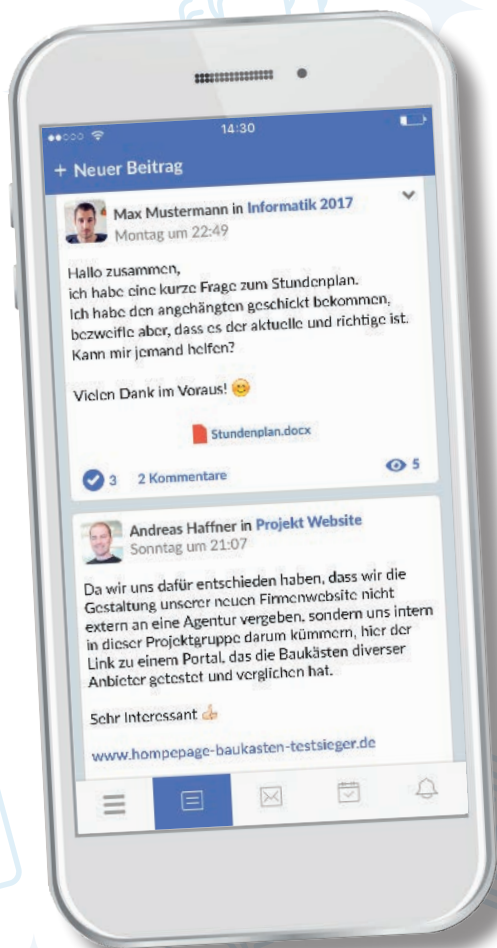 14:30
+ Neuer Beitrag
Max Mustermann in Informatik 2017
Montag um 22:49
Hallo zusammen,
ich habe eine kurze Frage zum Stundenplan.
Ich habe den angehängten geschickt bekommen,
bezweifle aber, dass es der aktuelle und richtige ist.
Kann mir jemand helfen?
Vielen Dank im Voraus! 😊
Stundenplan.docx
3 2 Kommentare 5
Andreas Haffner in Projekt Website
Sonntag um 21:07
Da wir uns dafür entschieden haben, dass wir die
Gestaltung unserer neuen Firmenwebsite nicht
extern an eine Agentur vergeben, sondern uns intern
in dieser Projektgruppe darum kümmern, hier der
Link zu einem Portal, das die Baukästen diverser
Anbieter getestet und verglichen hat.
Sehr Interessant 👍
www.hompepage-baukasten-testsieger.de